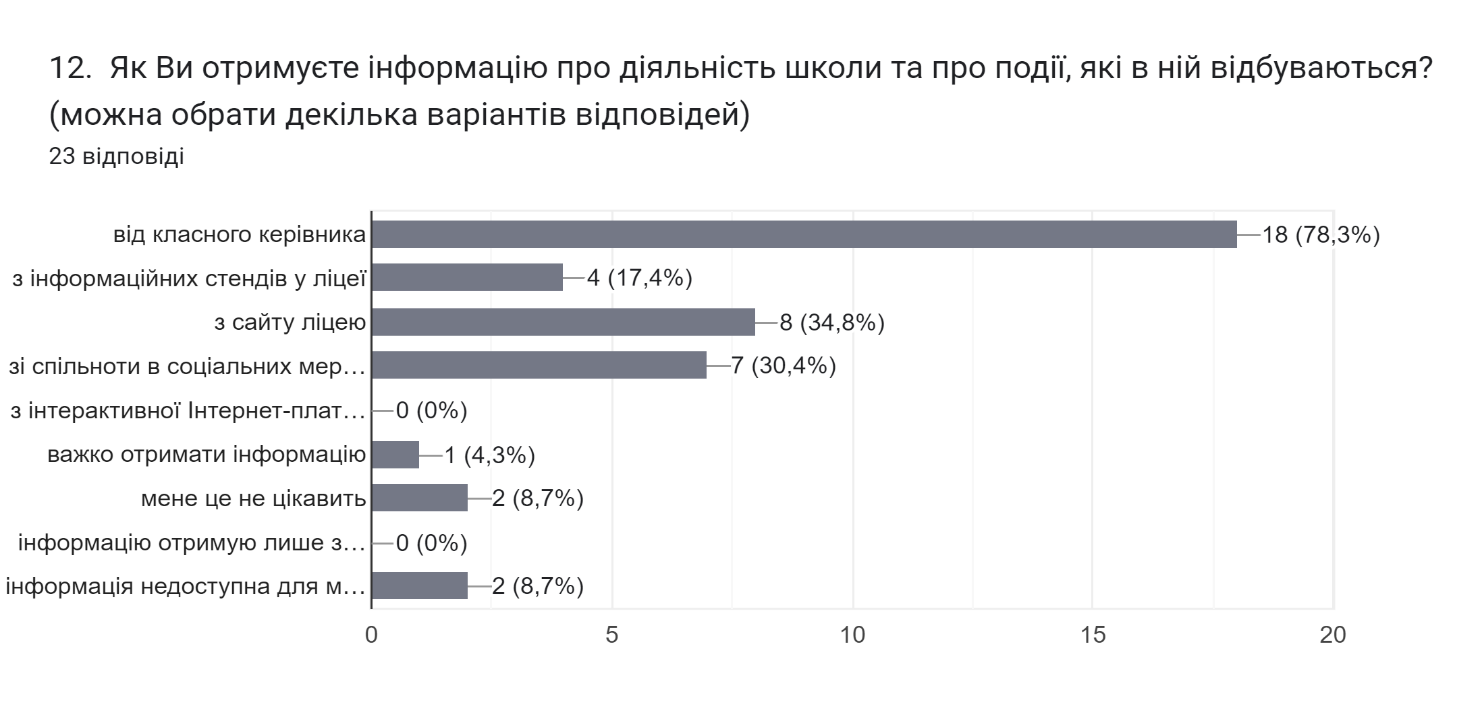 12. Як Ви отримуєте інформацію про діяльність школи та про події, які в ній відбуваються?
(можна обрати декілька варіантів відповідей)
23 відповіді
від класного керівника 18 (78,3%)
з інформаційних стендів у ліцеї 4 (17,4%)
з сайту ліцею 8 (34,8%)
зі спільноти в соціальних мер… 7 (30,4%)
з інтерактивної Інтернет-плат… 0 (0%)
важко отримати інформацію 1 (4,3%)
мене це не цікавить 2 (8,7%)
інформацію отримую лише з… 0 (0%)
інформація недоступна для м… 2 (8,7%)
0 5 10 15 20